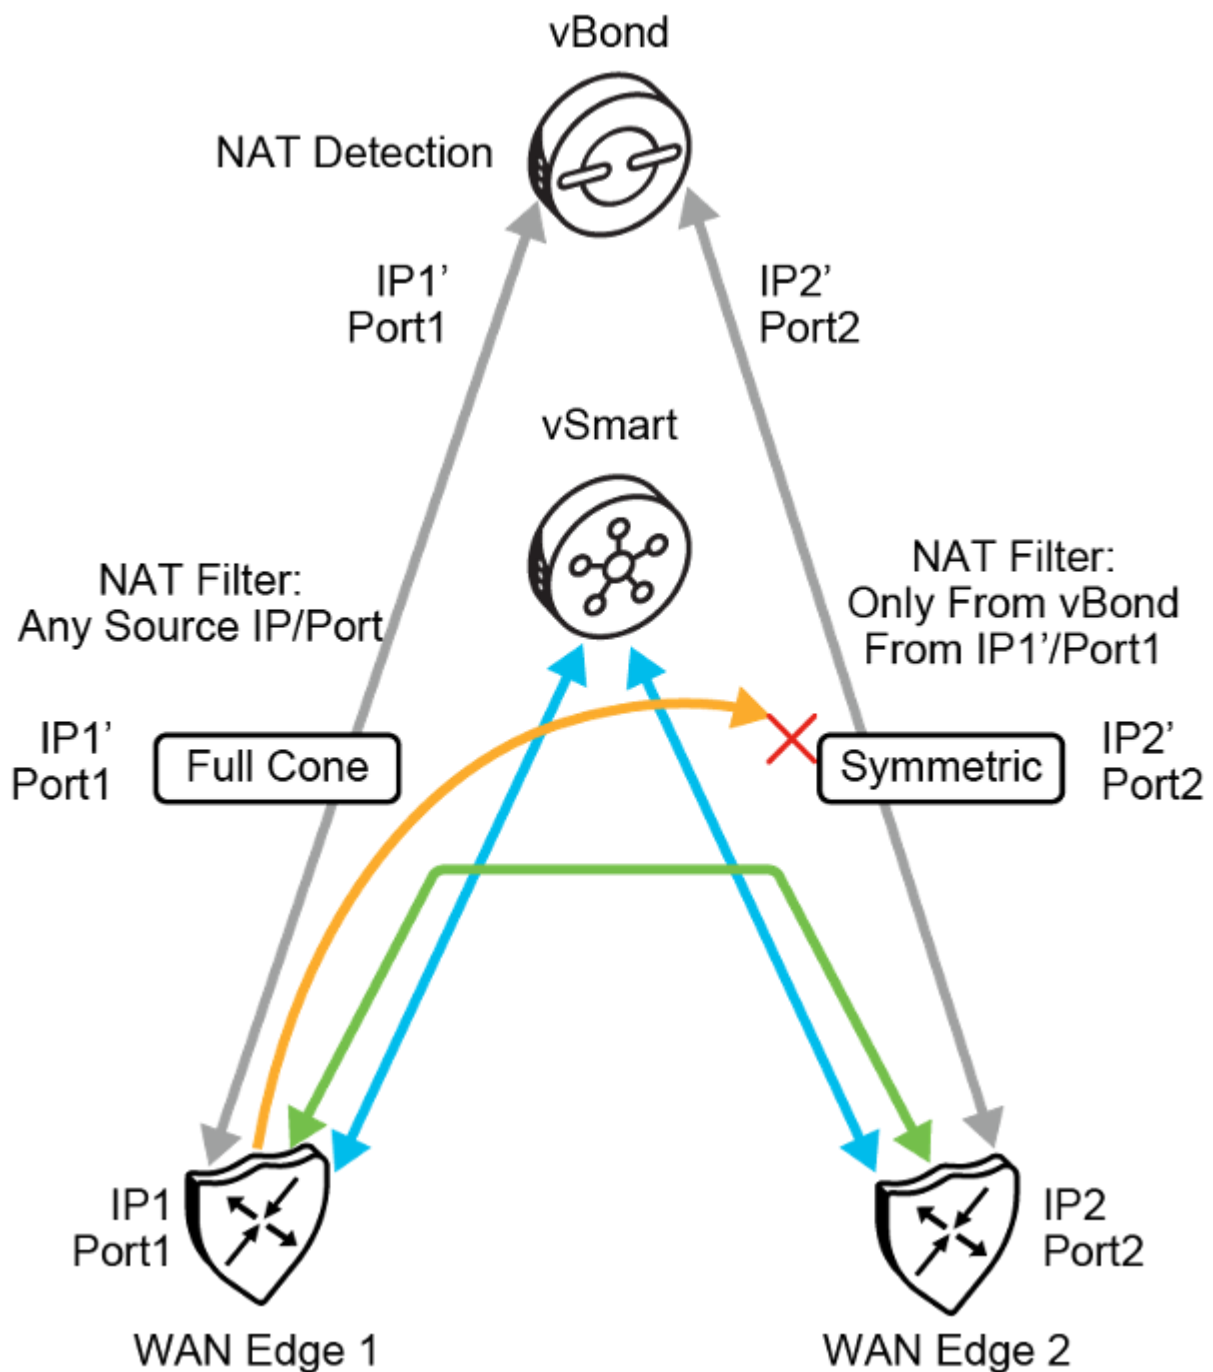 vBond
NAT Detection
IP1’
Port1
IP2’
Port2
vSmart
NAT Filter:
Any Source IP/Port
NAT Filter:
Only From vBond
From IP1’/Port1
IP1’
Port1
Full Cone
Symmetric
IP2’
Port2
IP1
Port1
IP2
Port2
WAN Edge 1
WAN Edge 2